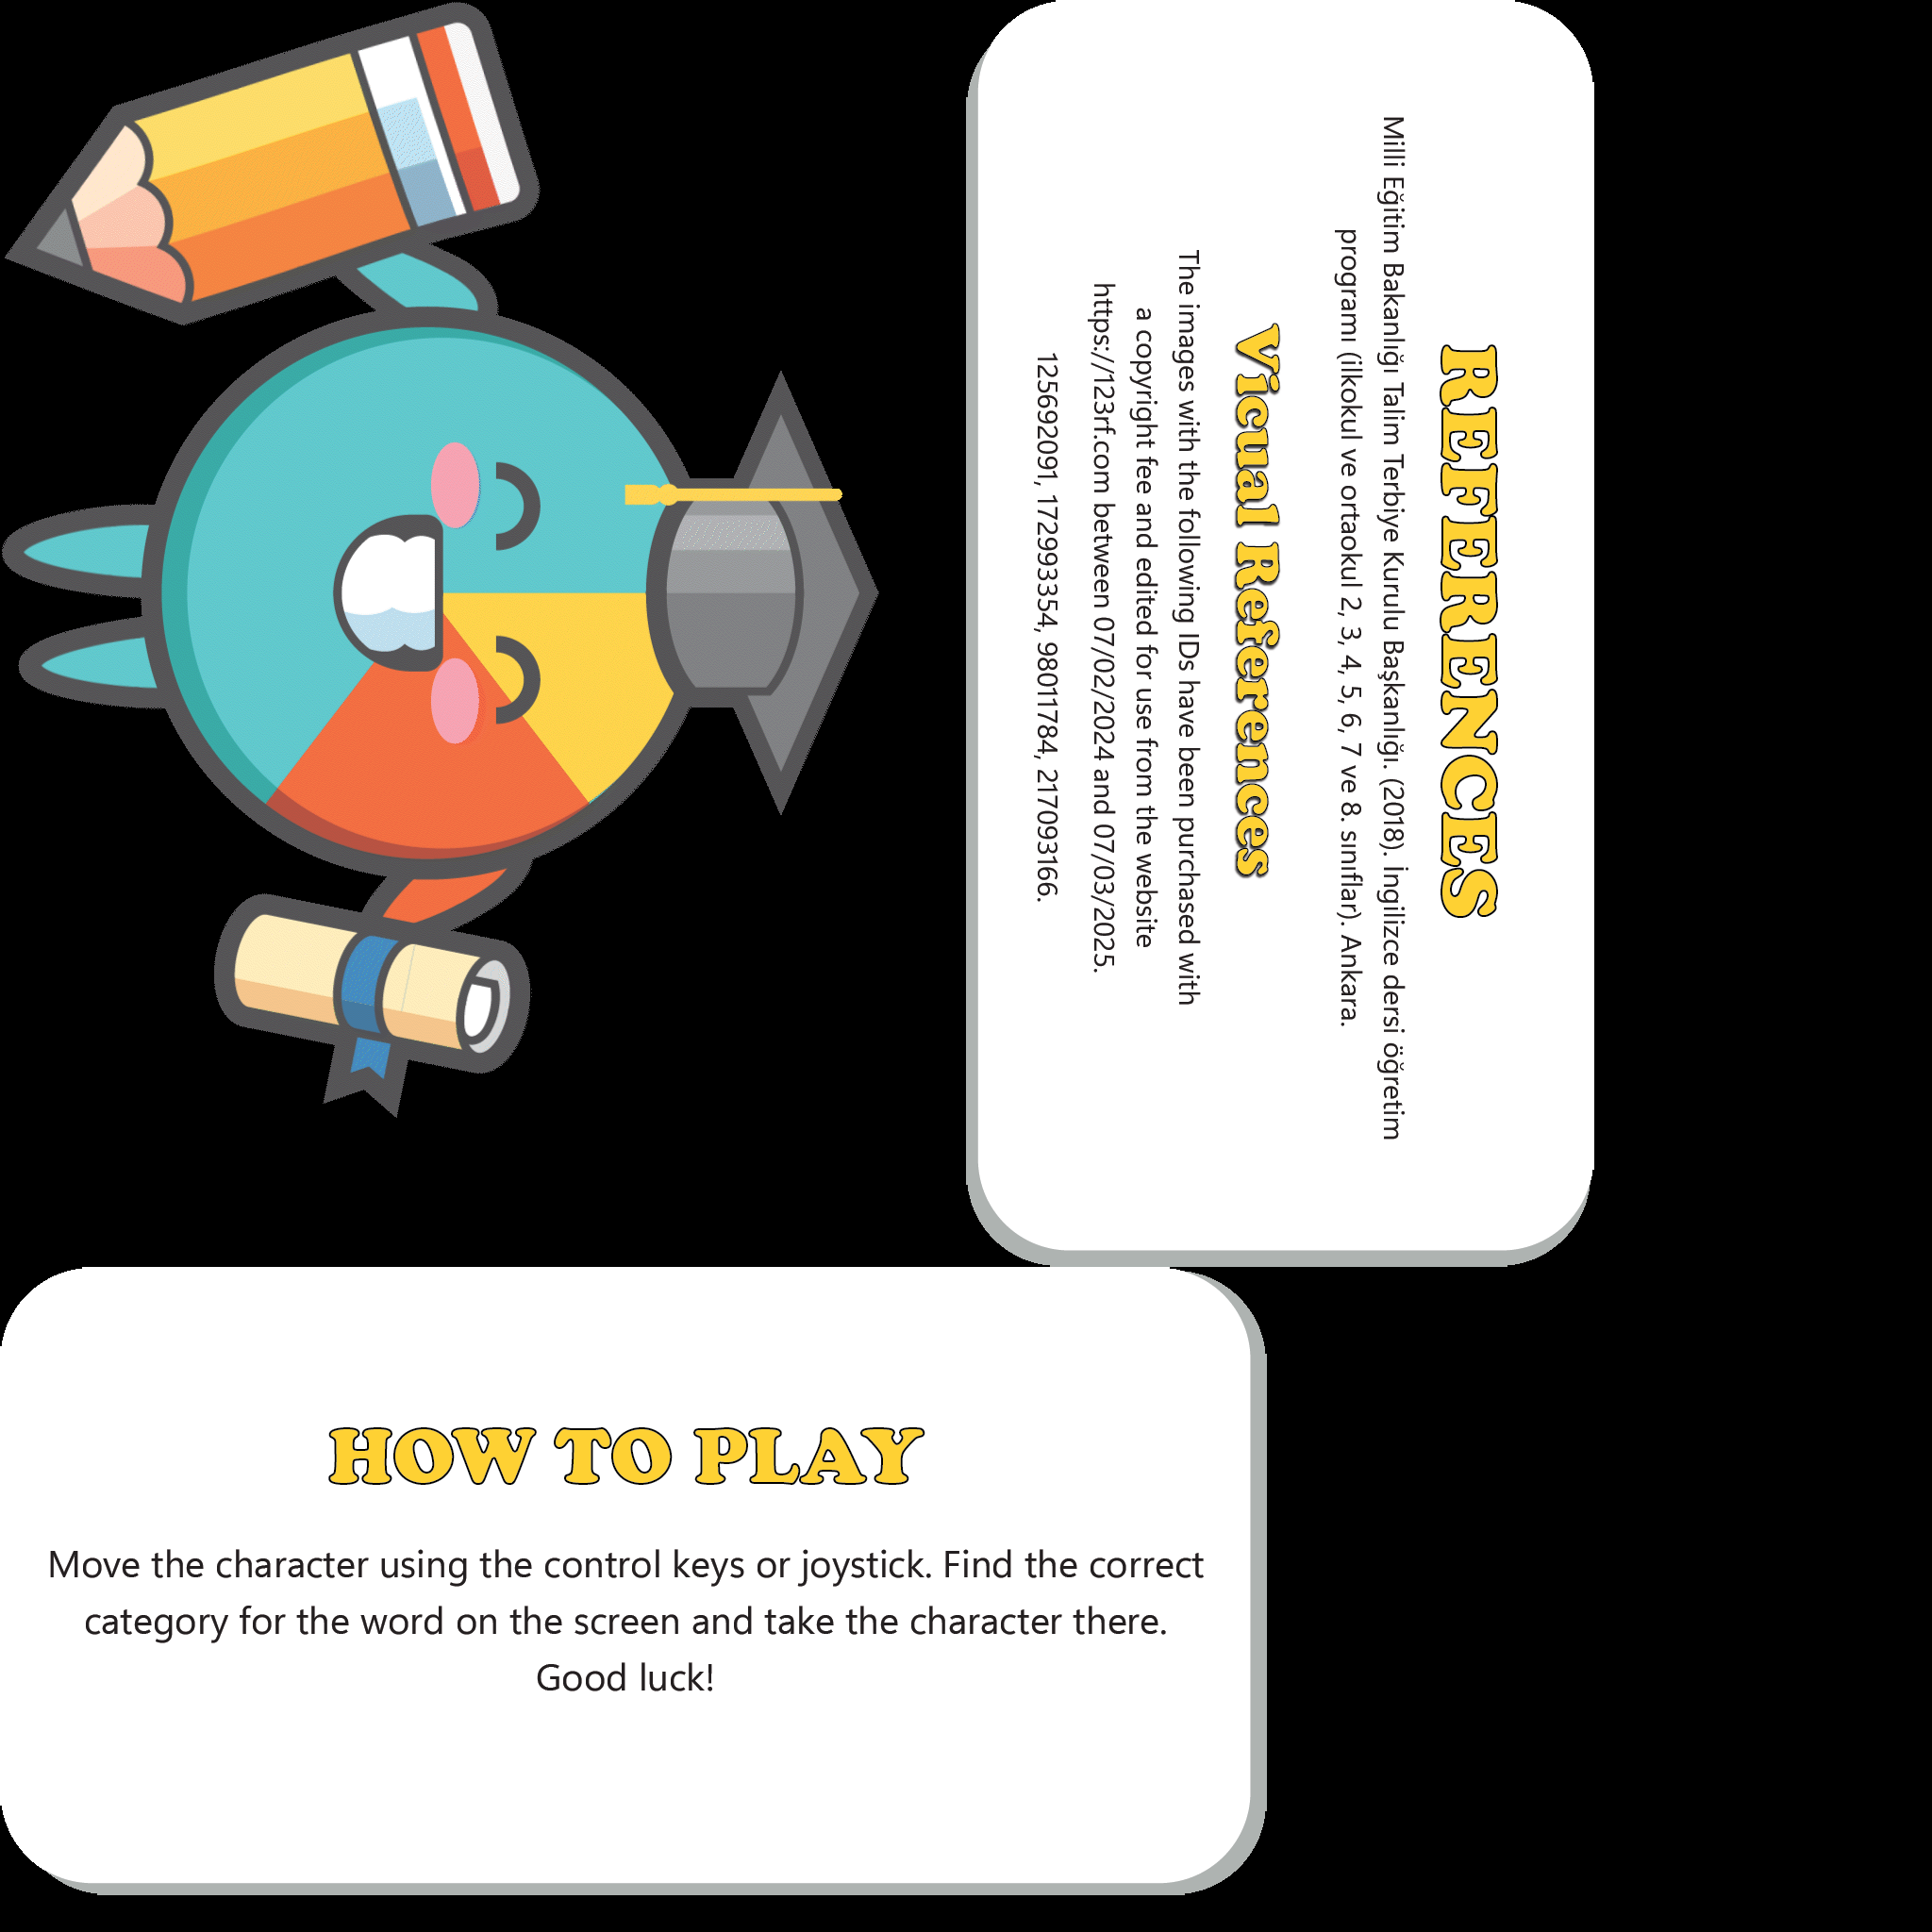 REFERENCES
Milli Eğitim Bakanlığı Talim Terbiye Kurulu Başkanlığı. (2018). İngilizce dersi öğretim
programı (ilkokul ve ortaokul 2, 3, 4, 5, 6, 7 ve 8. sınıflar). Ankara.
Vicual References
The images with the following IDs have been purchased with
a copyright fee and edited for use from the website
https://123rf.com between 07/02/2024 and 07/03/2025.
125692091, 172993354, 98011784, 217093166.
HOW TO PLAY
Move the character using the control keys or joystick. Find the correct
category for the word on the screen and take the character there.
Good luck!